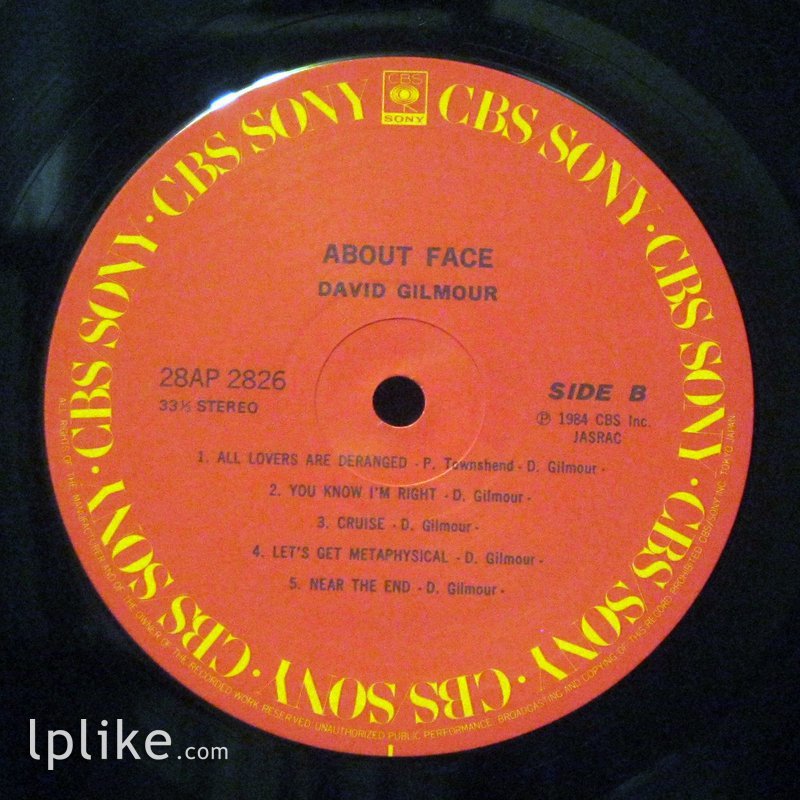 CBS
SONY
CBS SONY · CBS SONY · CBS SONY · CBS SONY · CBS SONY · CBS SONY · CBS SONY · CBS SONY
ABOUT FACE
DAVID GILMOUR
28AP 2826
33⅓ STEREO
SIDE B
Ⓟ 1984 CBS Inc.
JASRAC
1. ALL LOVERS ARE DERANGED - P. Townshend - D. Gilmour -
2. YOU KNOW I'M RIGHT - D. Gilmour -
3. CRUISE - D. Gilmour -
4. LET'S GET METAPHYSICAL - D. Gilmour -
5. NEAR THE END - D. Gilmour -
ALL RIGHTS OF THE MANUFACTURER AND OF THE OWNER OF THE RECORDED WORK RESERVED. UNAUTHORIZED PUBLIC PERFORMANCE, BROADCASTING AND COPYING OF THIS RECORD PROHIBITED CBS/SONY INC. TOKYO JAPAN.
lplike.com